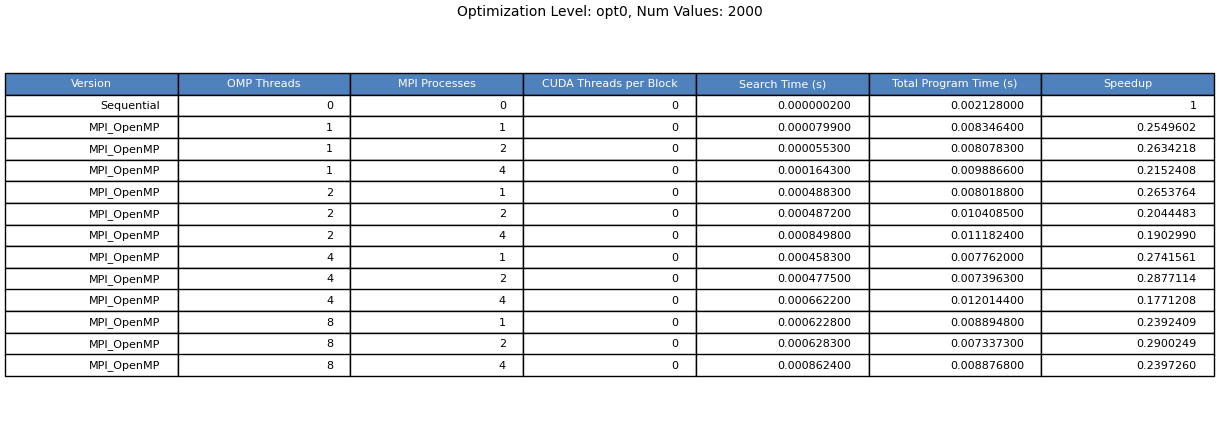 Optimization Level: opt0, Num Values: 2000
Version OMP Threads MPI Processes CUDA Threads per Block Search Time (s) Total Program Time (s) Speedup
Sequential 0 0 0 0.000000200 0.002128000 1
MPI_OpenMP 1 1 0 0.000079900 0.008346400 0.2549602
MPI_OpenMP 1 2 0 0.000055300 0.008078300 0.2634218
MPI_OpenMP 1 4 0 0.000164300 0.009886600 0.2152408
MPI_OpenMP 2 1 0 0.000488300 0.008018800 0.2653764
MPI_OpenMP 2 2 0 0.000487200 0.010408500 0.2044483
MPI_OpenMP 2 4 0 0.000849800 0.011182400 0.1902990
MPI_OpenMP 4 1 0 0.000458300 0.007762000 0.2741561
MPI_OpenMP 4 2 0 0.000477500 0.007396300 0.2877114
MPI_OpenMP 4 4 0 0.000662200 0.012014400 0.1771208
MPI_OpenMP 8 1 0 0.000622800 0.008894800 0.2392409
MPI_OpenMP 8 2 0 0.000628300 0.007337300 0.2900249
MPI_OpenMP 8 4 0 0.000862400 0.008876800 0.2397260